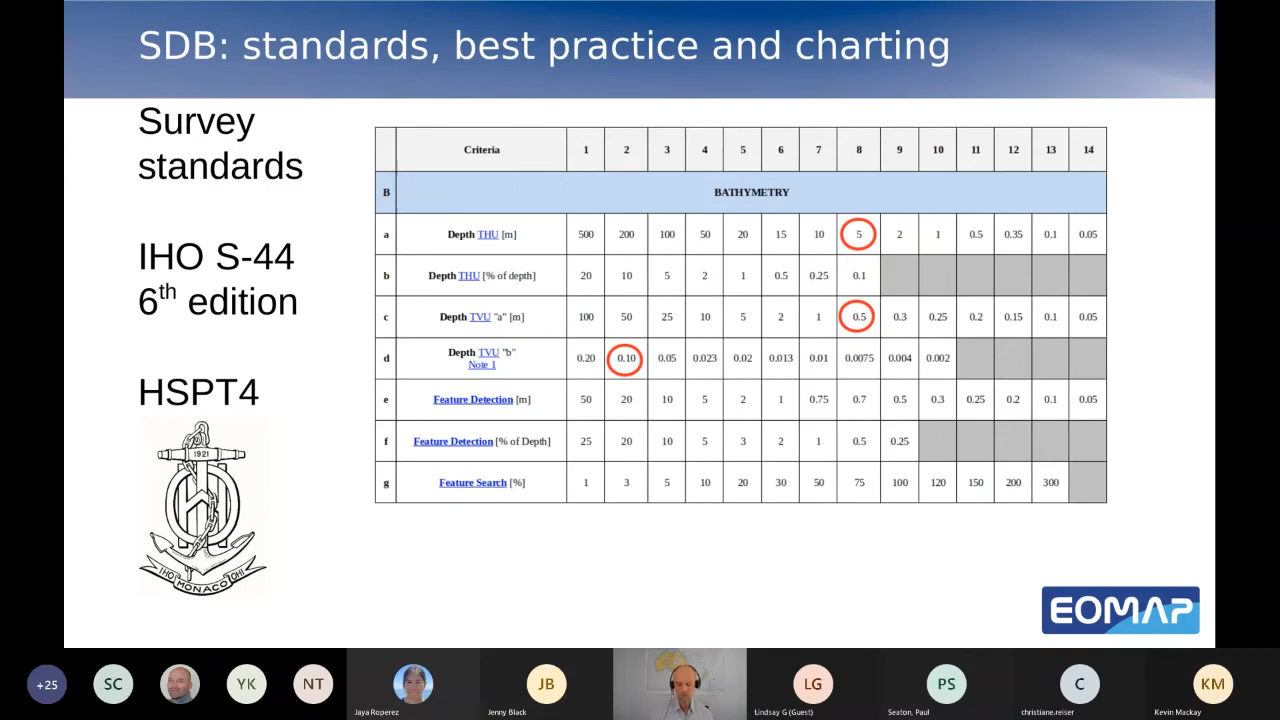 SDB: standards, best practice and charting
Survey
standards
IHO S-44
6th edition
HSPT4
1921
IHO MONACO OHI
Criteria 1 2 3 4 5 6 7 8 9 10 11 12 13 14
B BATHYMETRY
a Depth THU [m] 500 200 100 50 20 15 10 5 2 1 0.5 0.35 0.1 0.05
b Depth THU [% of depth] 20 10 5 2 1 0.5 0.25 0.1
c Depth TVU "a" [m] 100 50 25 10 5 2 1 0.5 0.3 0.25 0.2 0.15 0.1 0.05
d Depth TVU "b" 0.20 0.10 0.05 0.023 0.02 0.013 0.01 0.0075 0.004 0.002
Note 1
e Feature Detection [m] 50 20 10 5 2 1 0.75 0.7 0.5 0.3 0.25 0.2 0.1 0.05
f Feature Detection [% of Depth] 25 20 10 5 3 2 1 0.5 0.25
g Feature Search [%] 1 3 5 10 20 30 50 75 100 120 150 200 300
EOMAP
+25 SC YK NT JB LG PS C KM
Jaya Roperez Jenny Black Lindsay G (Guest) Seaton, Paul christiane.reiser Kevin Mackay